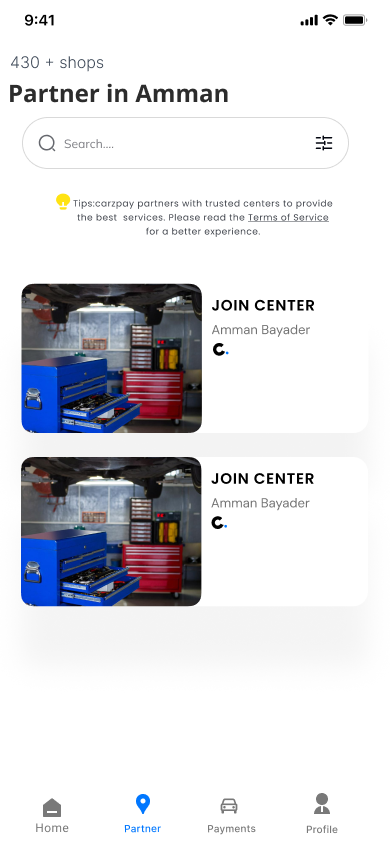 9:41
430 + shops
Partner in Amman
Search....
Tips:carzpay partners with trusted centers to provide
the best services. Please read the Terms of Service
for a better experience.
JOIN CENTER
Amman Bayader
C.
JOIN CENTER
Amman Bayader
C.
Home
Partner
Payments
Profile